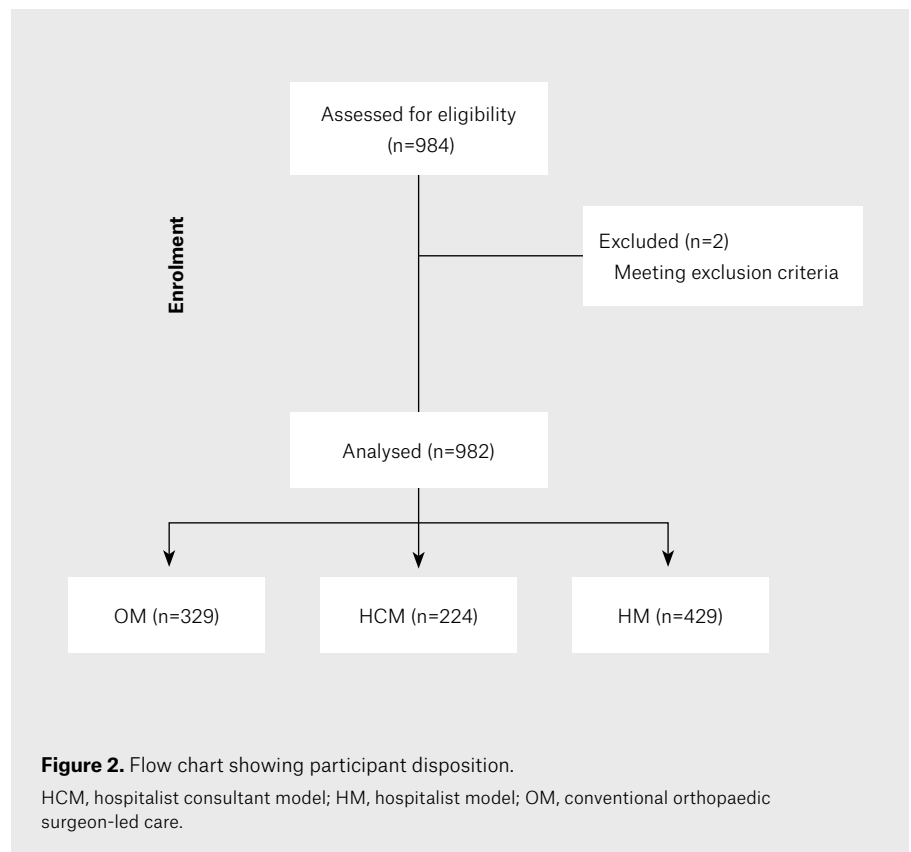 Assessed for eligibility
(n=984)
Enrolment
Excluded (n=2)
Meeting exclusion criteria
Analysed (n=982)
OM (n=329)
HCM (n=224)
HM (n=429)
Figure 2. Flow chart showing participant disposition.
HCM, hospitalist consultant model; HM, hospitalist model; OM, conventional orthopaedic
surgeon-led care.